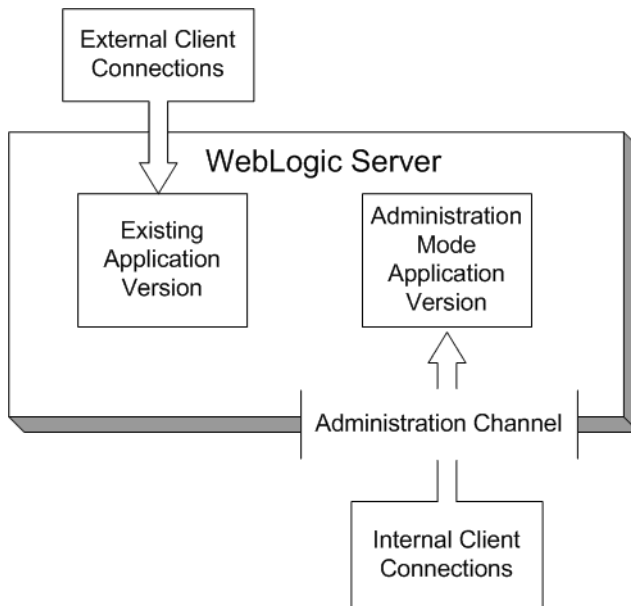 External Client
Connections
WebLogic Server
Existing
Application
Version
Administration
Mode
Application
Version
Administration Channel
Internal Client
Connections